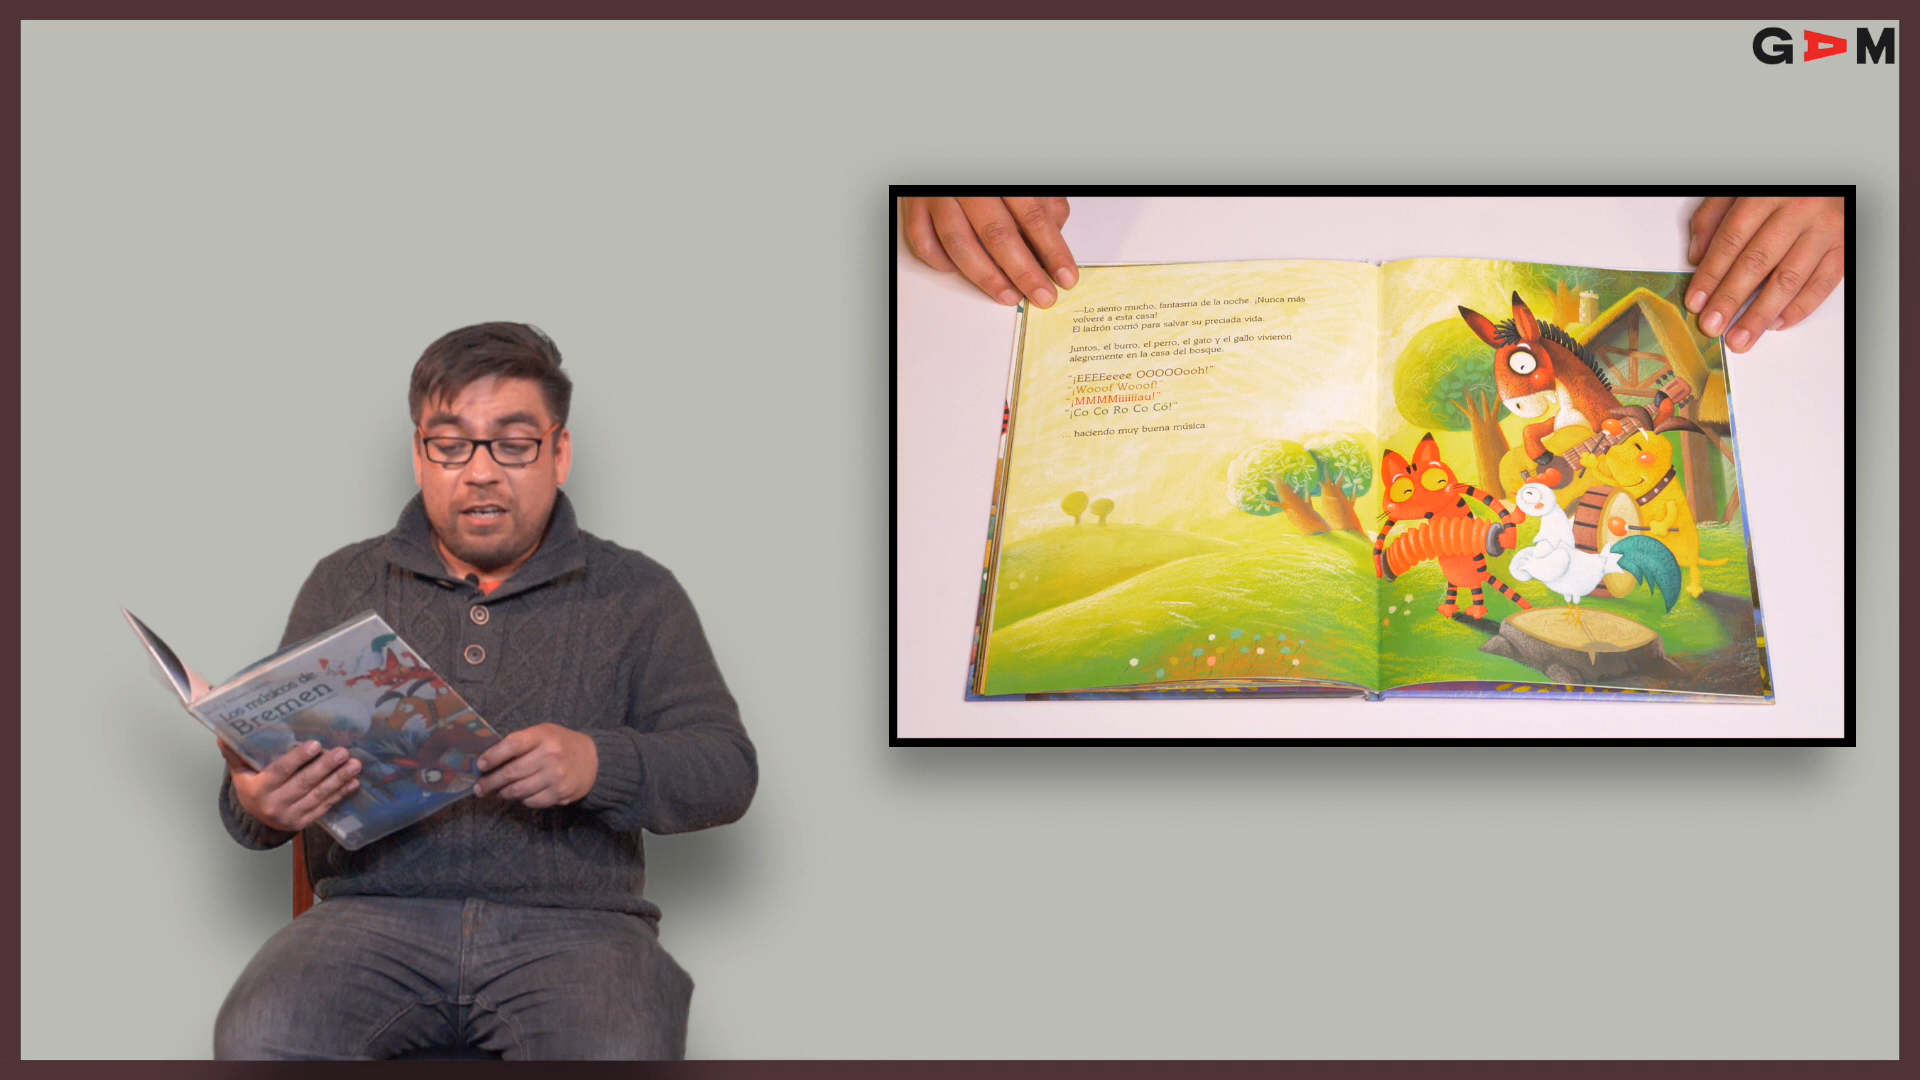 GAM
—Lo siento mucho, fantasma de la noche. ¡Nunca más
volveré a esta casa!
El ladrón corrió para salvar su preciada vida.
Juntos, el burro, el perro, el gato y el gallo vivieron
alegremente en la casa del bosque.
"¡EEEEeeee OOOOOooh!"
"¡Wooof Wooof!"
"¡MMMMiiiiiiau!"
"¡Co Co Ro Co Có!"
... haciendo muy buena música.
Los músicos de
Bremen